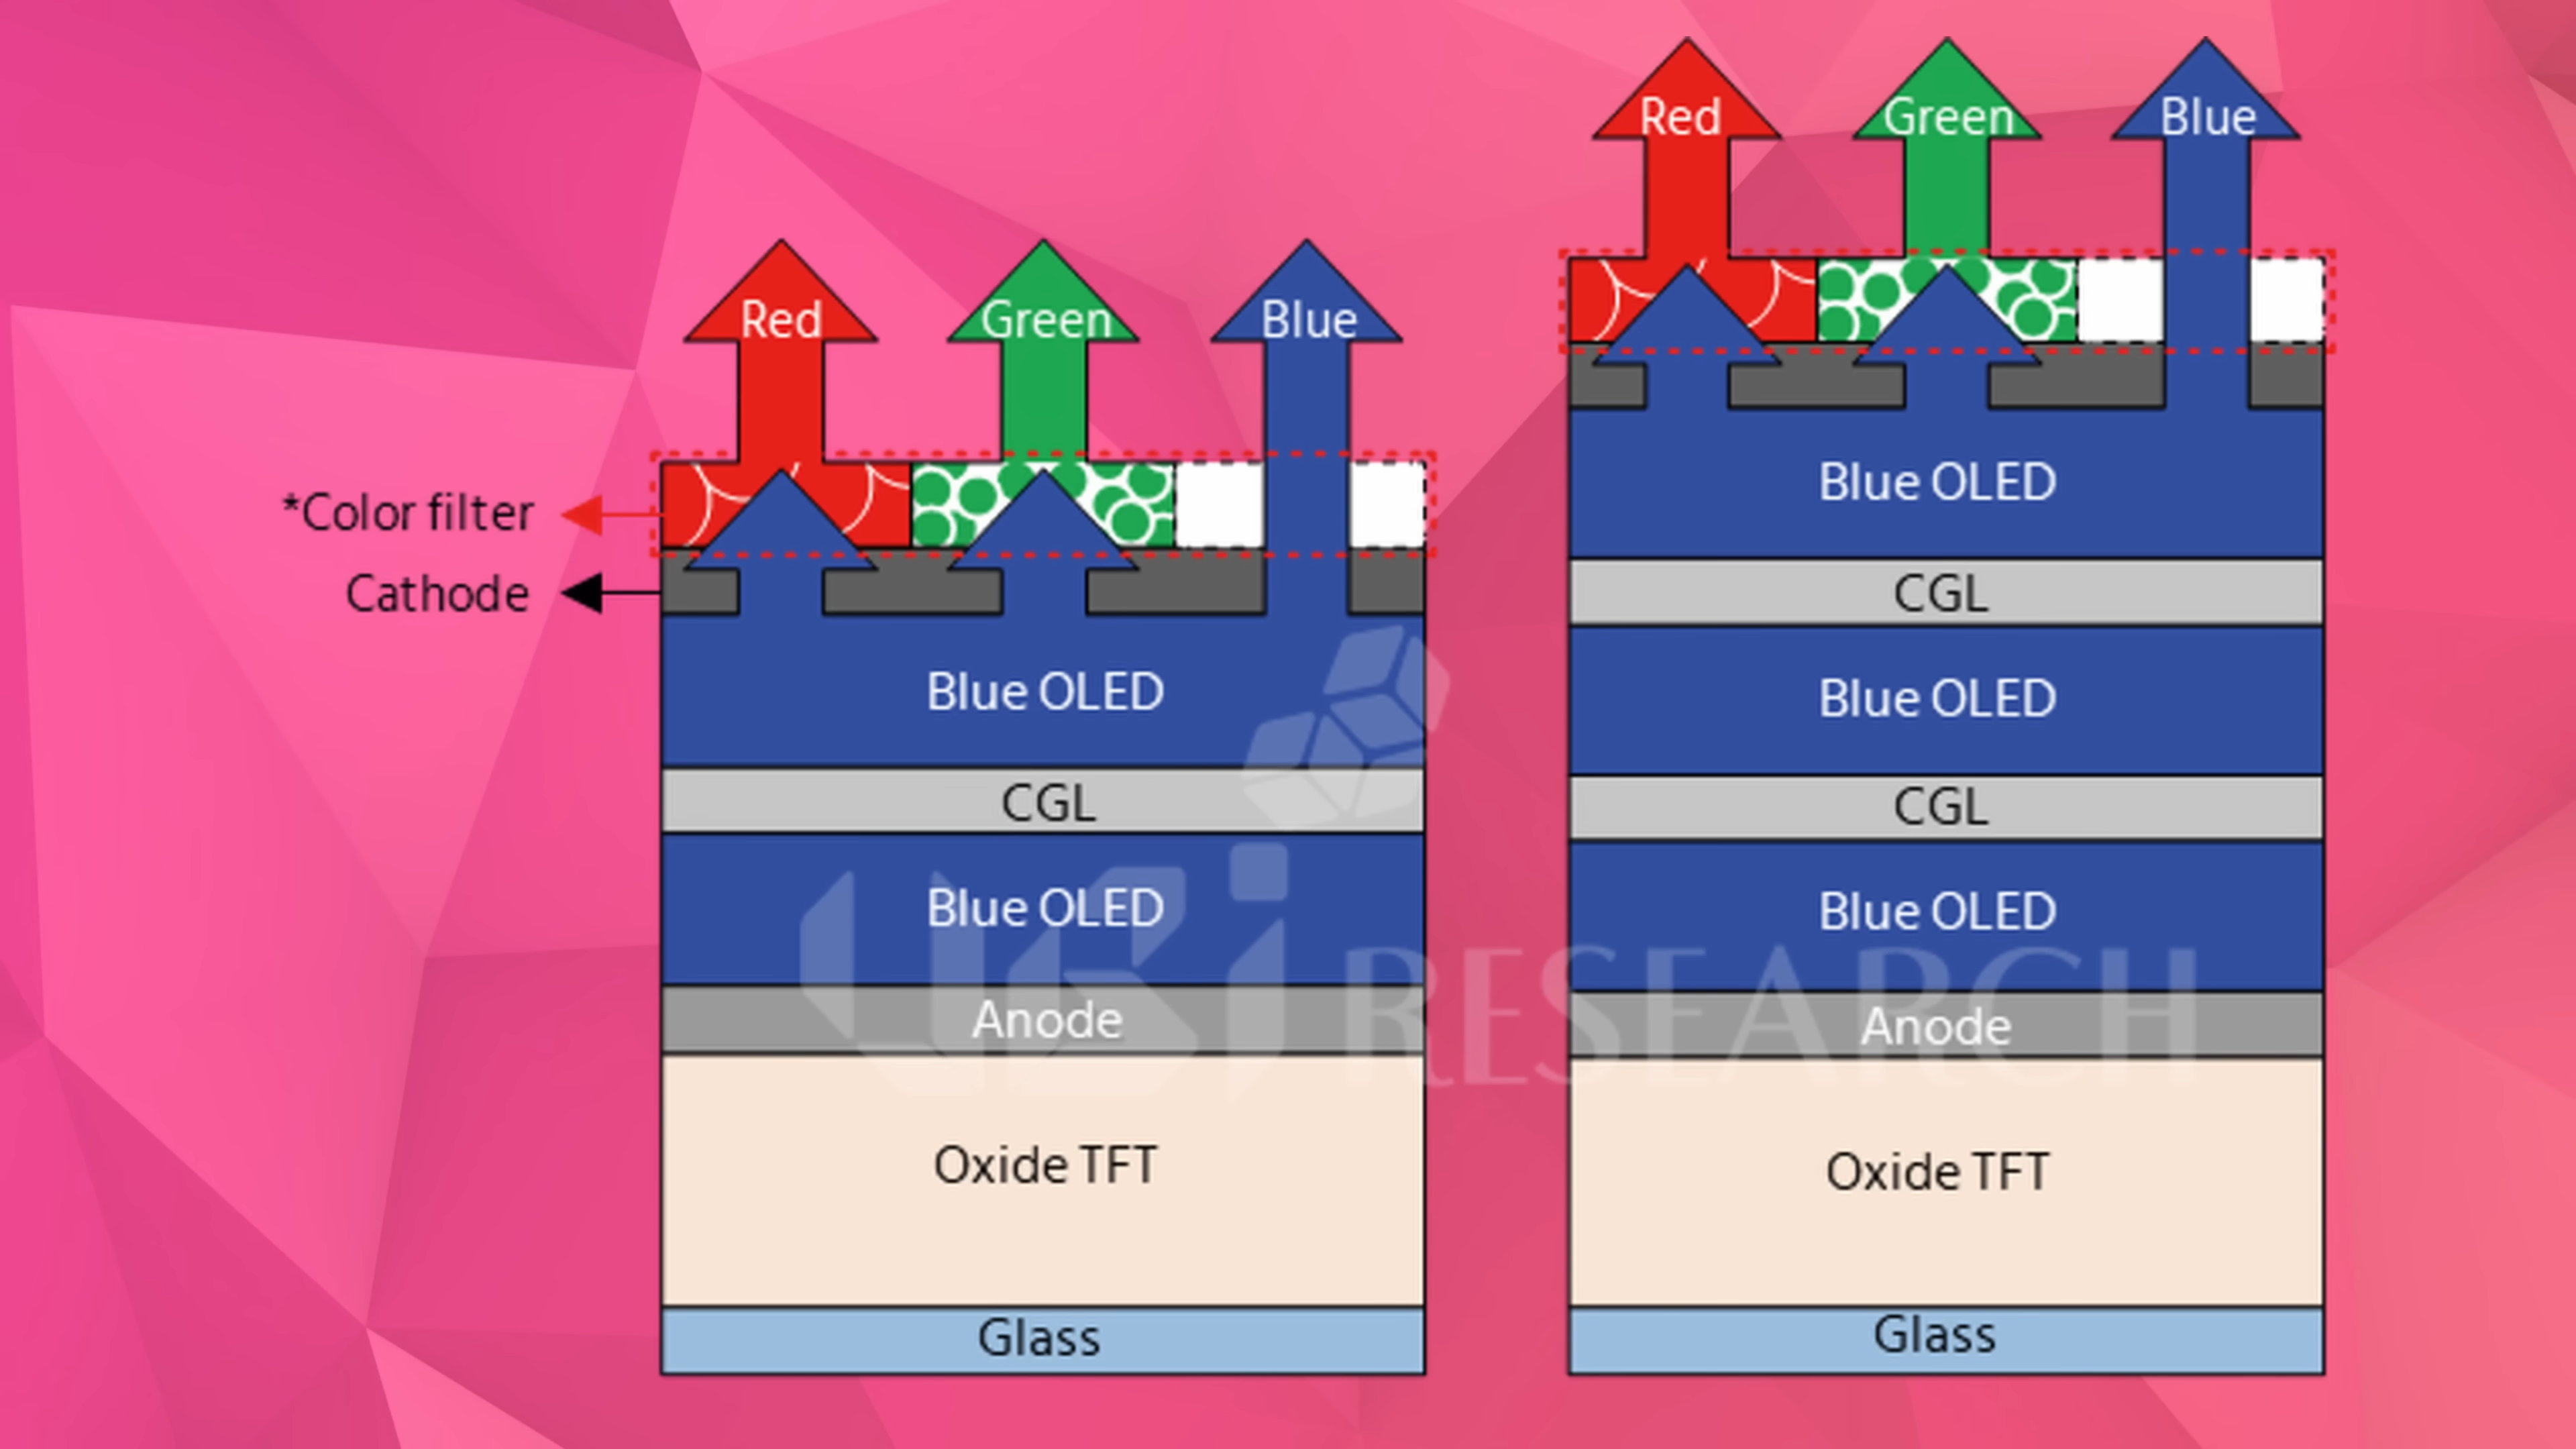 Red
Green
Blue
*Color filter
Cathode
Blue OLED
CGL
Blue OLED
Anode
Oxide TFT
Glass
Red
Green
Blue
Blue OLED
CGL
Blue OLED
CGL
Blue OLED
Anode
Oxide TFT
Glass
UBi RESEARCH